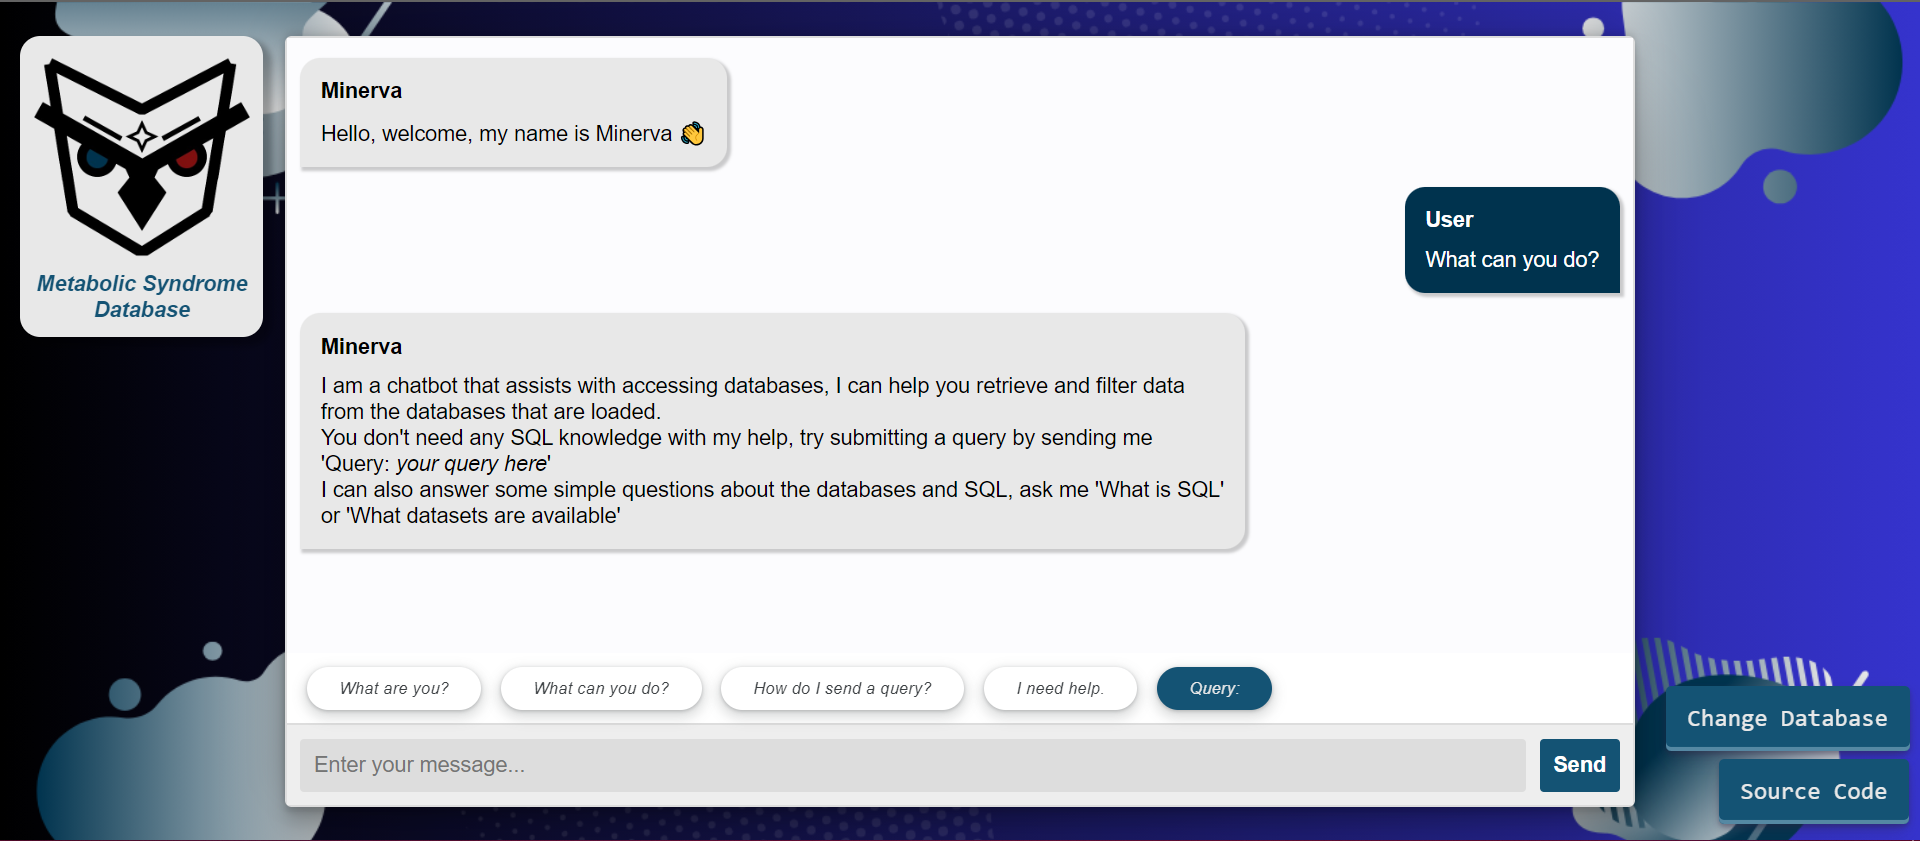 Metabolic Syndrome
Database
Minerva
Hello, welcome, my name is Minerva 👋
User
What can you do?
Minerva
I am a chatbot that assists with accessing databases, I can help you retrieve and filter data
from the databases that are loaded.
You don't need any SQL knowledge with my help, try submitting a query by sending me
'Query: your query here'
I can also answer some simple questions about the databases and SQL, ask me 'What is SQL'
or 'What datasets are available'
What are you?
What can you do?
How do I send a query?
I need help.
Query:
Enter your message...
Send
Change Database
Source Code